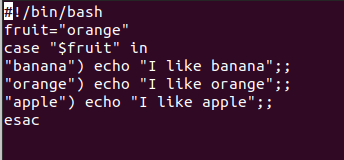 #!/bin/bash
fruit="orange"
case "$fruit" in
"banana") echo "I like banana";;
"orange") echo "I like orange";;
"apple") echo "I like apple";;
esac